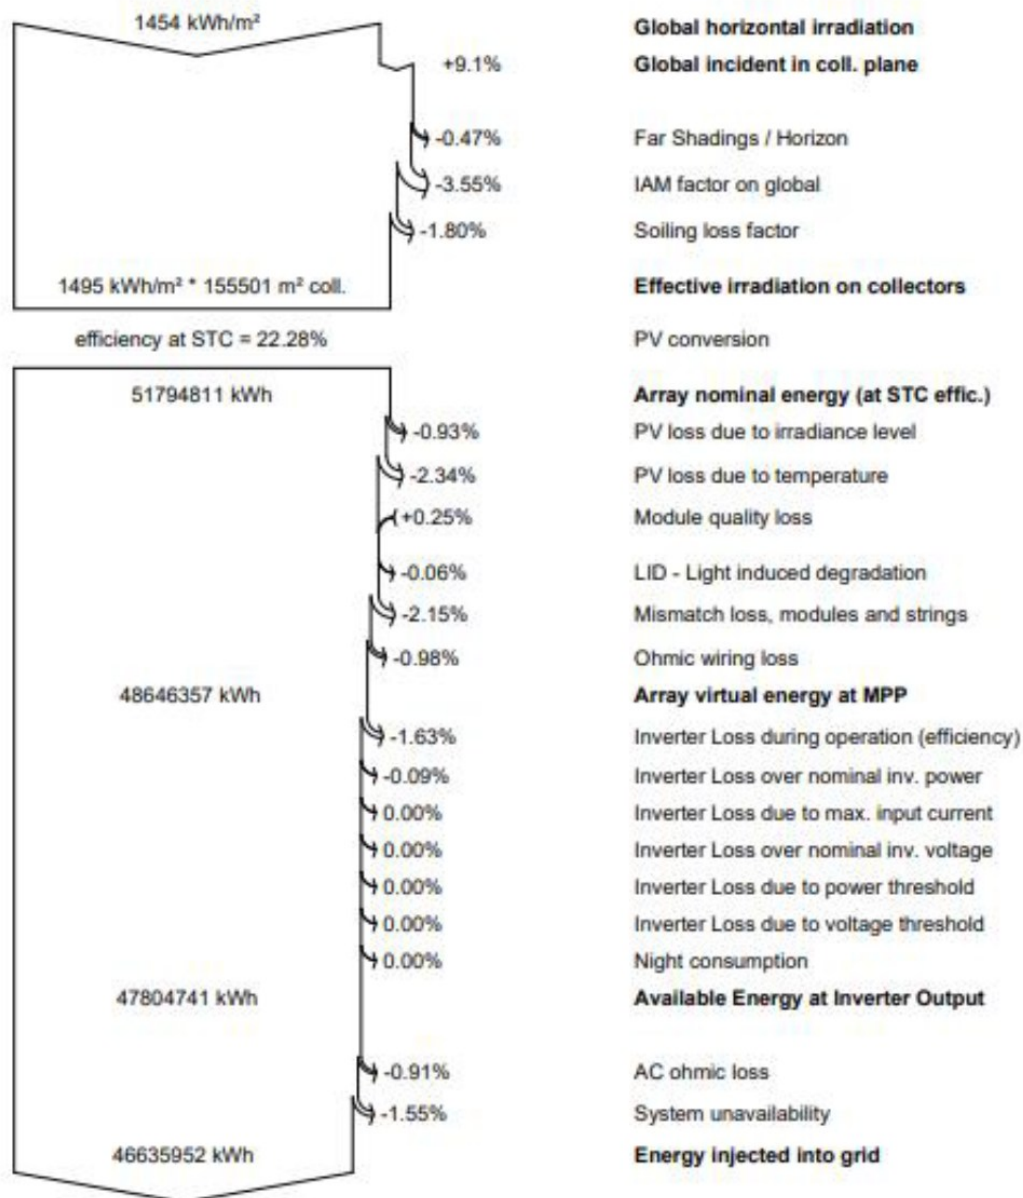 1454 kWh/m² Global horizontal irradiation
+9.1% Global incident in coll. plane
-0.47% Far Shadings / Horizon
-3.55% IAM factor on global
-1.80% Soiling loss factor
1495 kWh/m² * 155501 m² coll. Effective irradiation on collectors
efficiency at STC = 22.28% PV conversion
51794811 kWh Array nominal energy (at STC effic.)
-0.93% PV loss due to irradiance level
-2.34% PV loss due to temperature
+0.25% Module quality loss
-0.06% LID - Light induced degradation
-2.15% Mismatch loss, modules and strings
-0.98% Ohmic wiring loss
48646357 kWh Array virtual energy at MPP
-1.63% Inverter Loss during operation (efficiency)
-0.09% Inverter Loss over nominal inv. power
0.00% Inverter Loss due to max. input current
0.00% Inverter Loss over nominal inv. voltage
0.00% Inverter Loss due to power threshold
0.00% Inverter Loss due to voltage threshold
0.00% Night consumption
47804741 kWh Available Energy at Inverter Output
-0.91% AC ohmic loss
-1.55% System unavailability
46635952 kWh Energy injected into grid